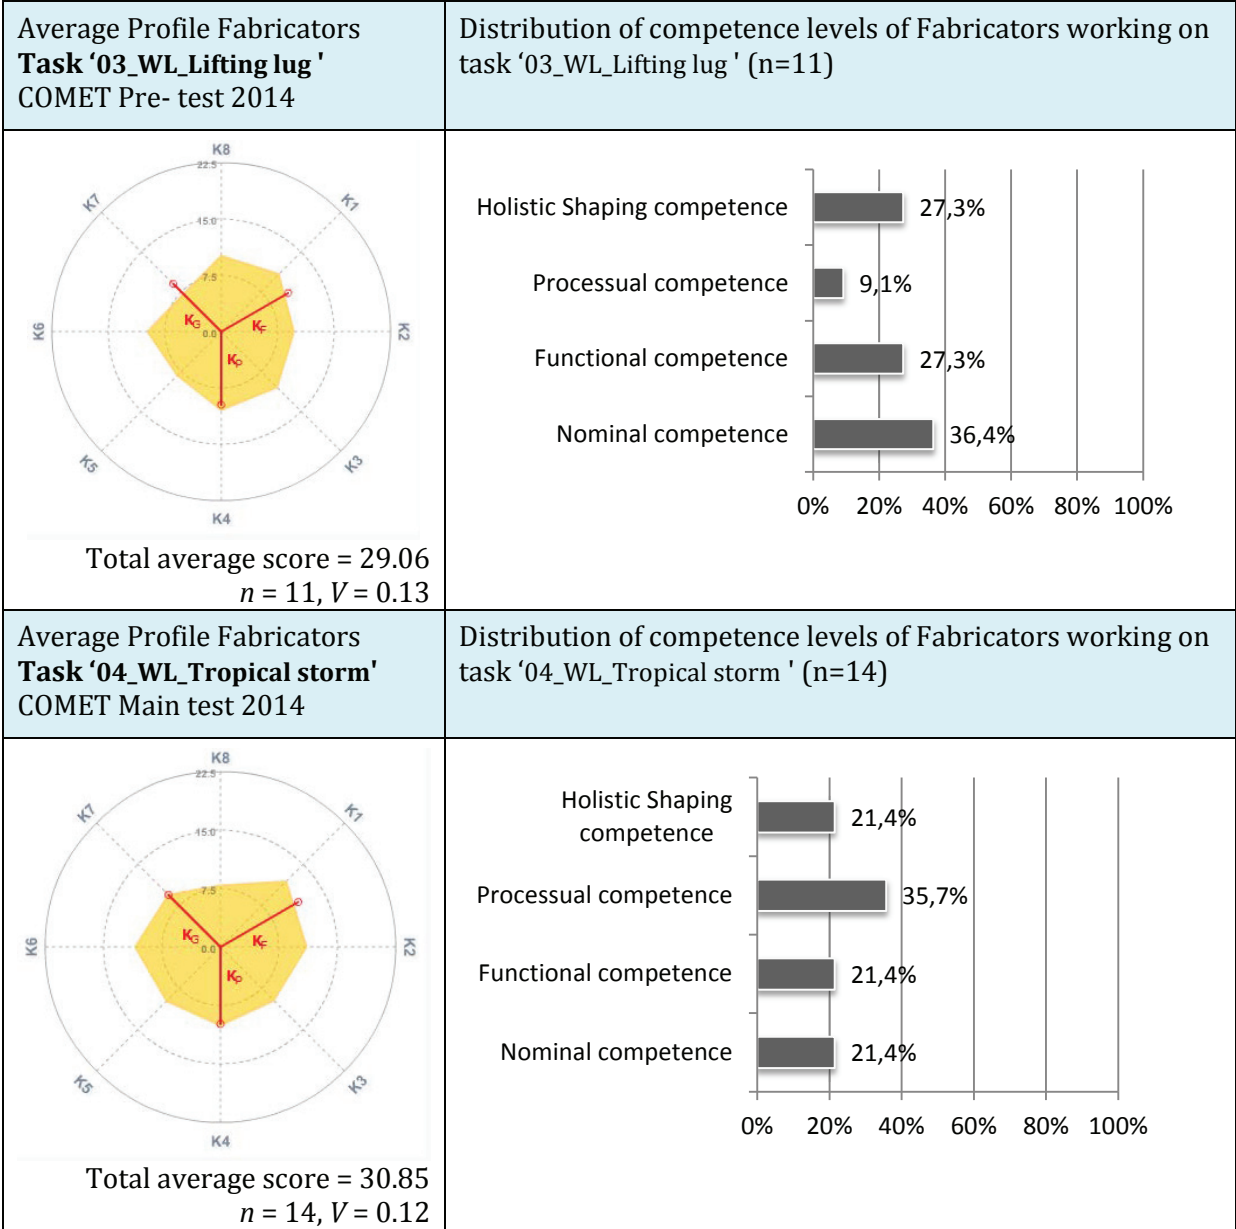 Average Profile Fabricators
Task ‘03_WL_Lifting lug '
COMET Pre- test 2014
Distribution of competence levels of Fabricators working on
task ‘03_WL_Lifting lug ' (n=11)
K8
22.5
K7
K1
15.0
7.5
K6
KG
KF
K2
0.0
KP
K5
K3
K4
Total average score = 29.06
n = 11, V = 0.13
Holistic Shaping competence
27,3%
Processual competence
9,1%
Functional competence
27,3%
Nominal competence
36,4%
0% 20% 40% 60% 80% 100%
Average Profile Fabricators
Task ‘04_WL_Tropical storm'
COMET Main test 2014
Distribution of competence levels of Fabricators working on
task ‘04_WL_Tropical storm ' (n=14)
K8
22.5
K7
K1
15.0
7.5
K6
KG
KF
K2
0.0
KP
K5
K3
K4
Total average score = 30.85
n = 14, V = 0.12
Holistic Shaping
competence
21,4%
Processual competence
35,7%
Functional competence
21,4%
Nominal competence
21,4%
0% 20% 40% 60% 80% 100%